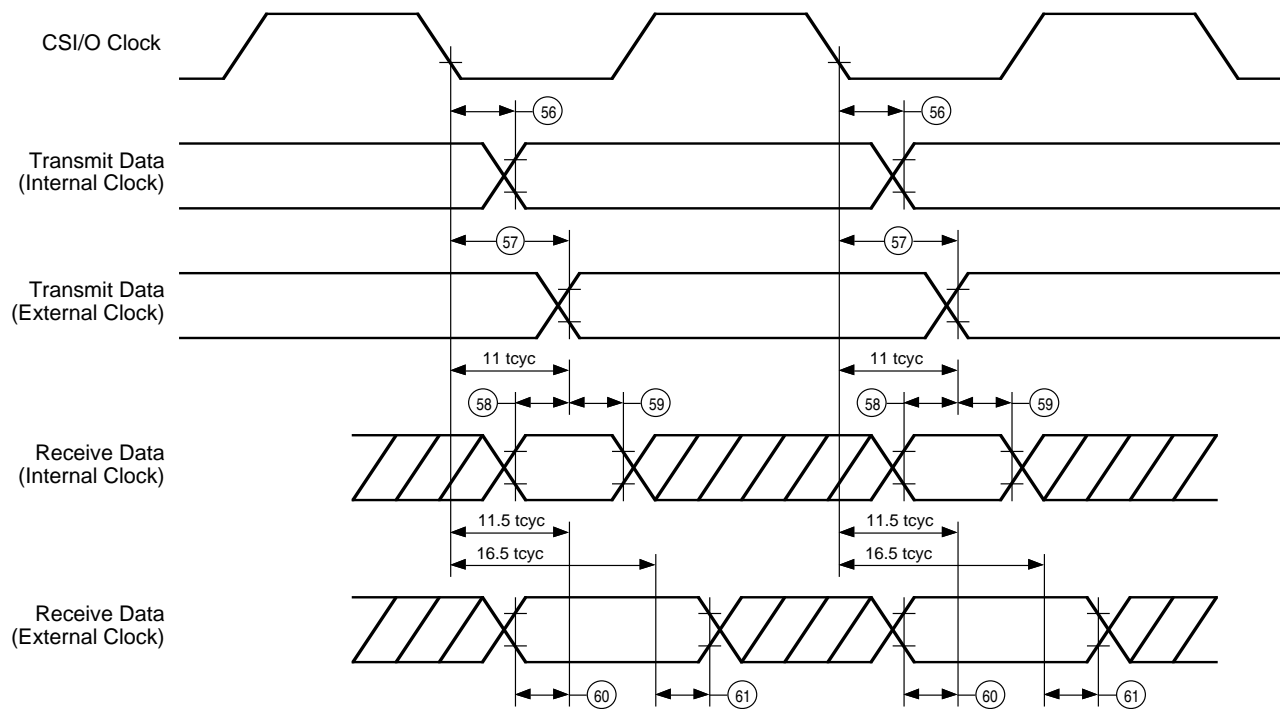 CSI/O Clock
56 56
Transmit Data
(Internal Clock)
57 57
Transmit Data
(External Clock)
11 tcyc 11 tcyc
58 59 58 59
Receive Data
(Internal Clock)
11.5 tcyc 11.5 tcyc
16.5 tcyc 16.5 tcyc
Receive Data
(External Clock)
60 61 60 61